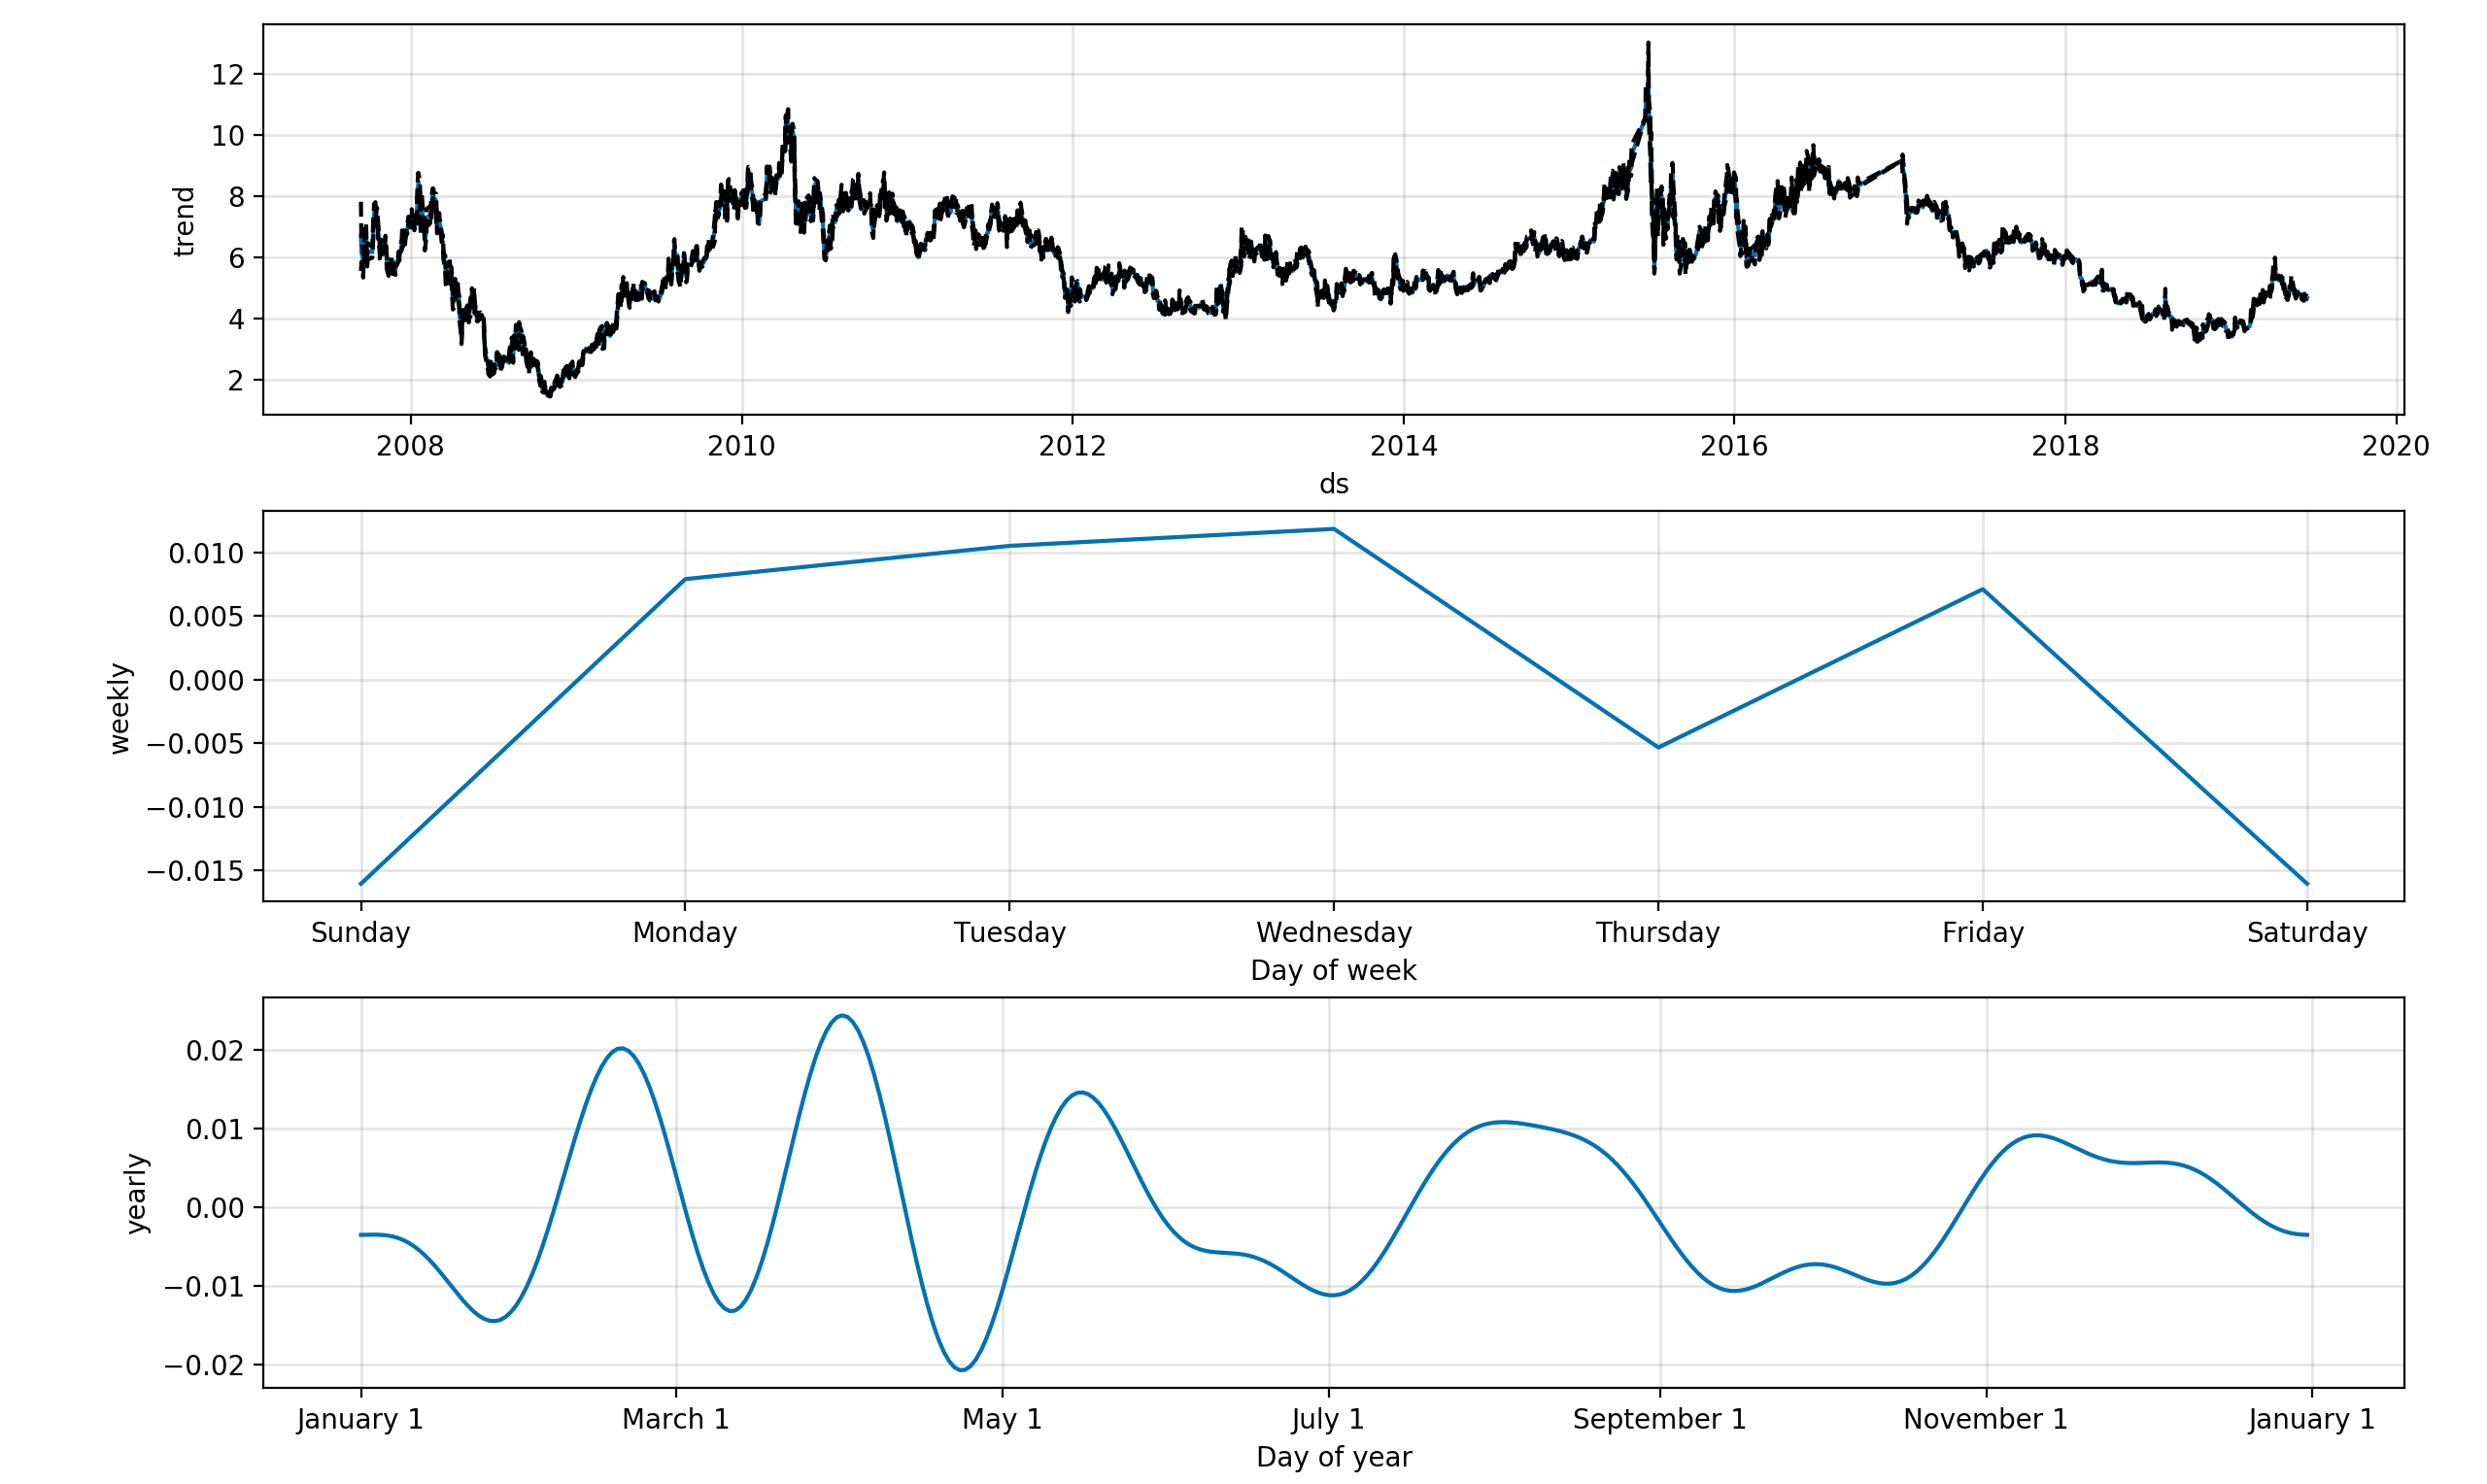 12
10
8
6
4
2
trend
2008 2010 2012 2014 2016 2018 2020
ds
0.010
0.005
0.000
−0.005
−0.010
−0.015
weekly
Sunday Monday Tuesday Wednesday Thursday Friday Saturday
Day of week
0.02
0.01
0.00
−0.01
−0.02
yearly
January 1 March 1 May 1 July 1 September 1 November 1 January 1
Day of year